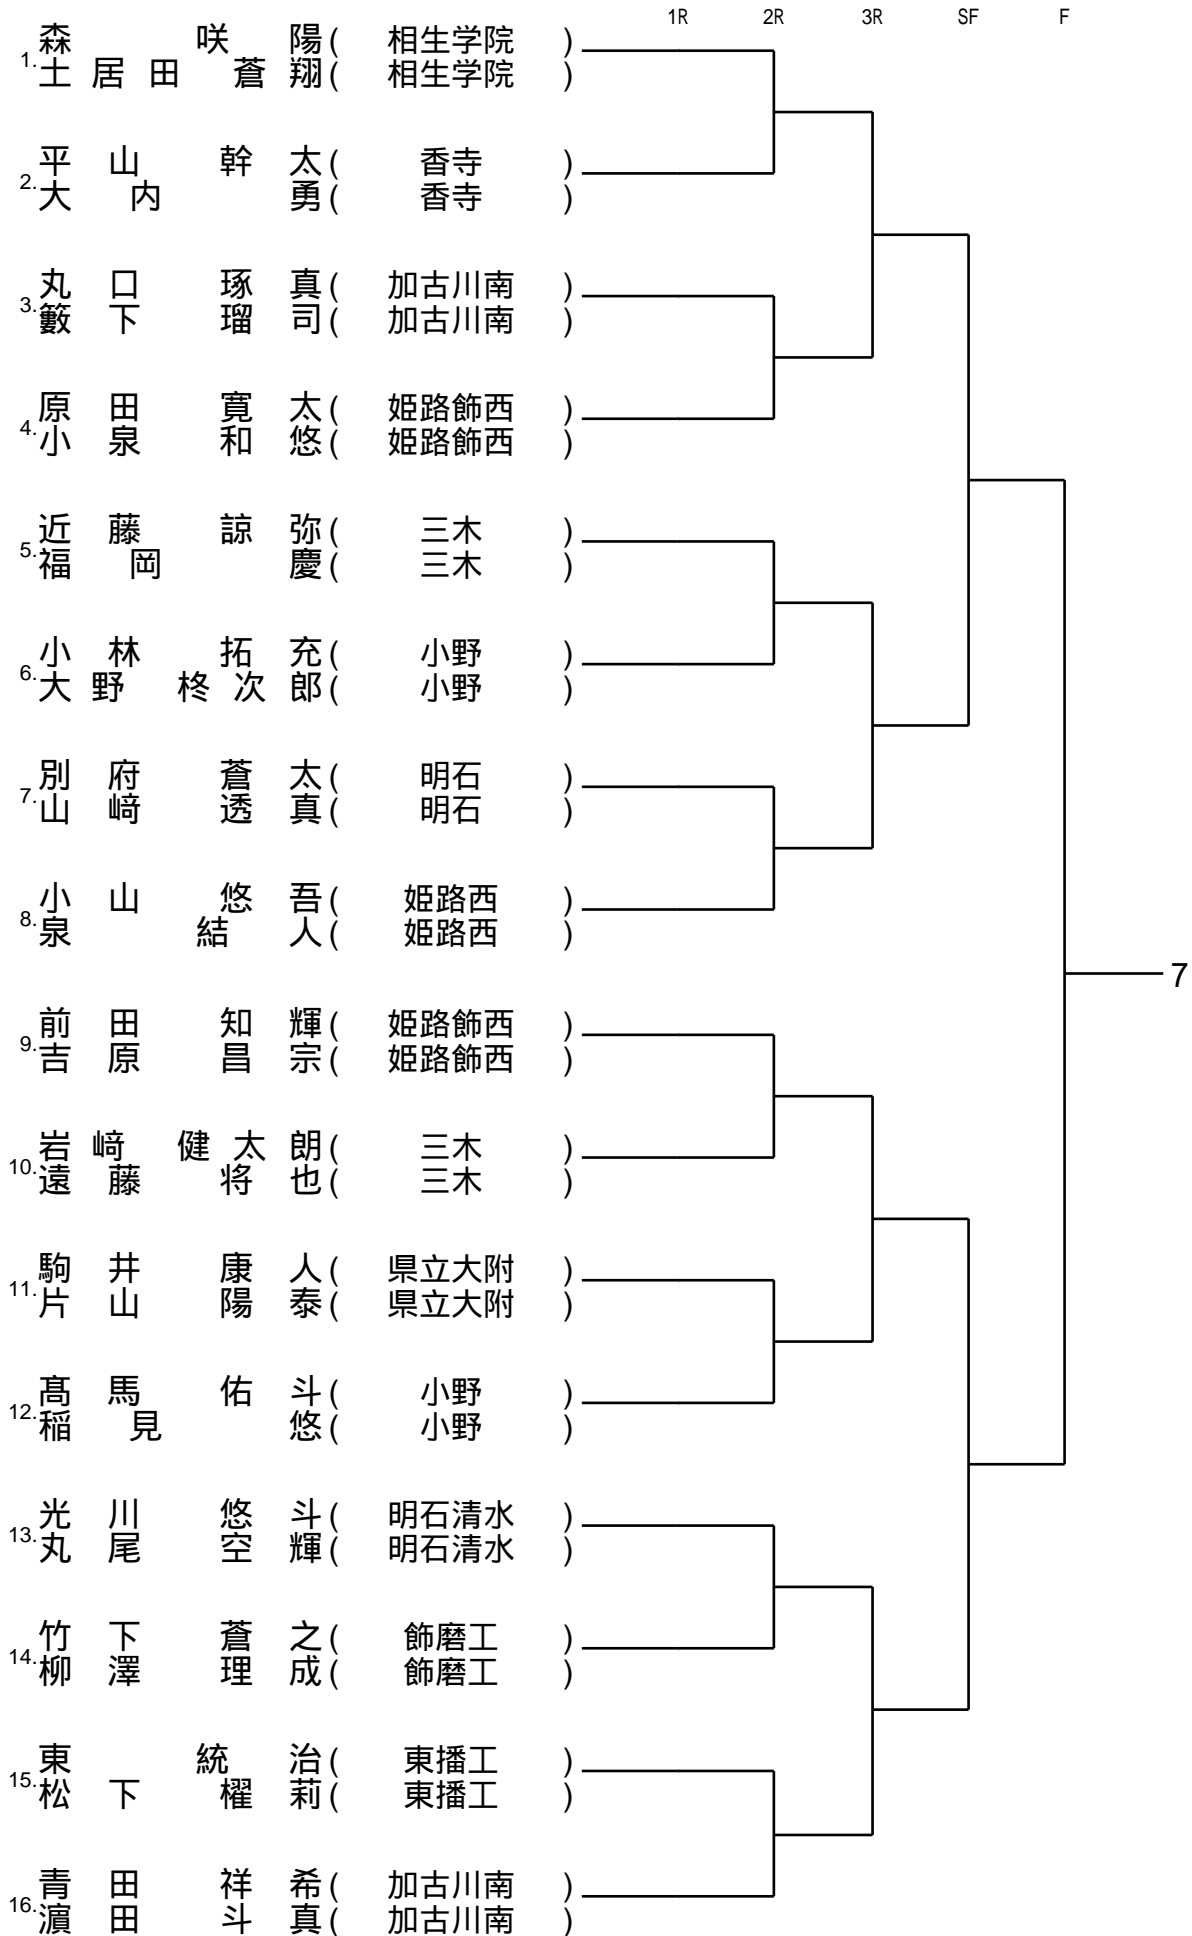 1R 2R 3R SF F
1. 森 咲 陽 ( 相生学院 )
土 居 田 蒼 翔 ( 相生学院 )
2. 平 山 幹 太 ( 香寺 )
大 内 勇 ( 香寺 )
3. 丸 口 琢 真 ( 加古川南 )
籔 下 瑠 司 ( 加古川南 )
4. 原 田 寛 太 ( 姫路飾西 )
小 泉 和 悠 ( 姫路飾西 )
5. 近 藤 諒 弥 ( 三木 )
福 岡 慶 ( 三木 )
6. 小 林 拓 充 ( 小野 )
大 野 柊 次 郎 ( 小野 )
7. 別 府 蒼 太 ( 明石 )
山 﨑 透 真 ( 明石 )
8. 小 山 悠 吾 ( 姫路西 )
泉 結 人 ( 姫路西 )
7
9. 前 田 知 輝 ( 姫路飾西 )
吉 原 昌 宗 ( 姫路飾西 )
10. 岩 﨑 健 太 朗 ( 三木 )
遠 藤 将 也 ( 三木 )
11. 駒 井 康 人 ( 県立大附 )
片 山 陽 泰 ( 県立大附 )
12. 髙 馬 佑 斗 ( 小野 )
稲 見 悠 ( 小野 )
13. 光 川 悠 斗 ( 明石清水 )
丸 尾 空 輝 ( 明石清水 )
14. 竹 下 蒼 之 ( 飾磨工 )
柳 澤 理 成 ( 飾磨工 )
15. 東 統 治 ( 東播工 )
松 下 櫂 莉 ( 東播工 )
16. 青 田 祥 希 ( 加古川南 )
濵 田 斗 真 ( 加古川南 )